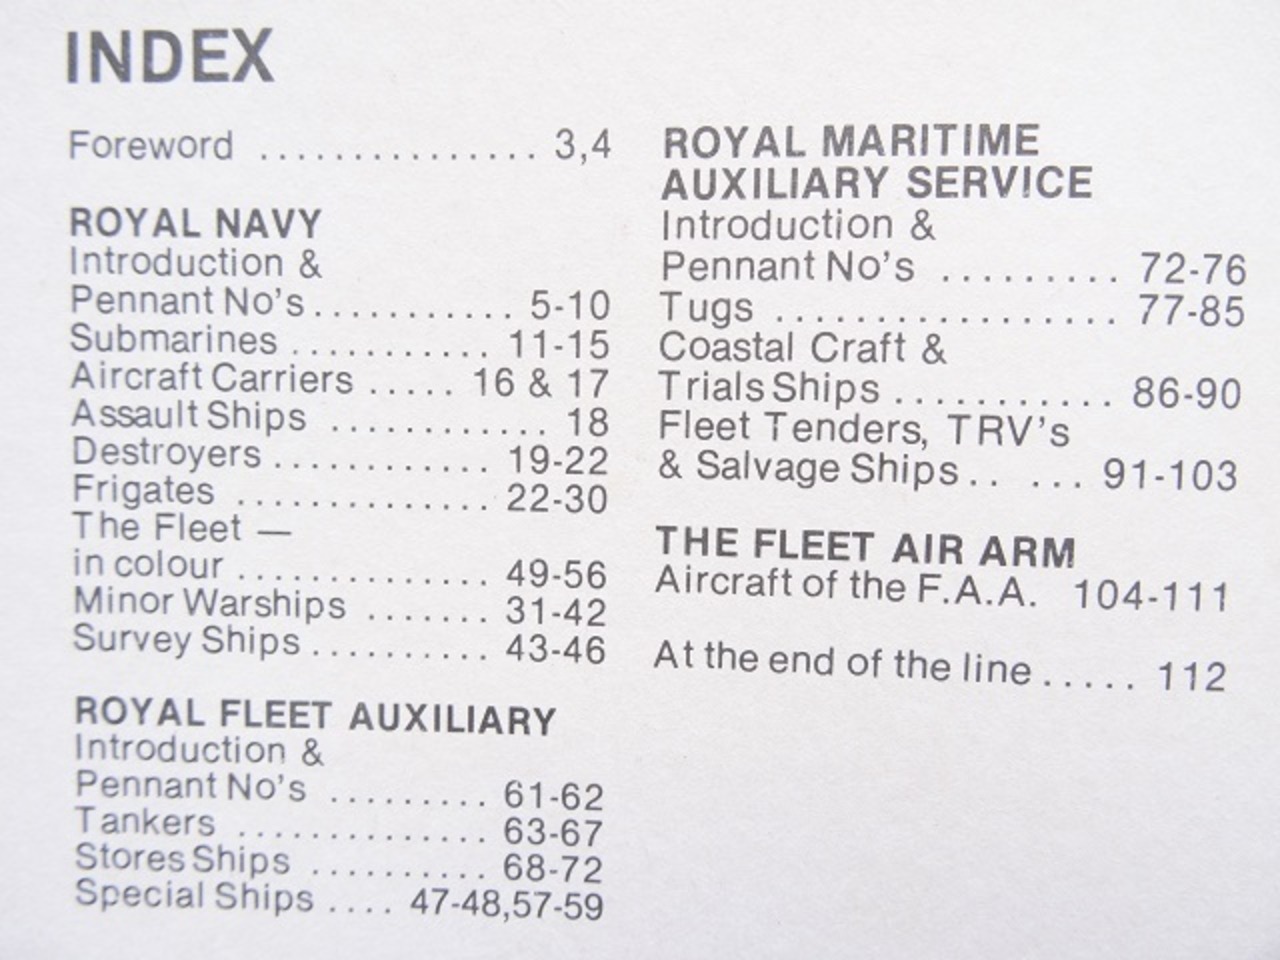 INDEX
Foreword ................ 3,4
ROYAL NAVY
Introduction &
Pennant No's........... 5-10
Submarines ........... 11-15
Aircraft Carriers ..... 16 & 17
Assault Ships ............ 18
Destroyers ............ 19-22
Frigates .............. 22-30
The Fleet —
in colour .............. 49-56
Minor Warships ....... 31-42
Survey Ships .......... 43-46
ROYAL FLEET AUXILIARY
Introduction &
Pennant No's ......... 61-62
Tankers .............. 63-67
Stores Ships .......... 68-72
Special Ships .... 47-48,57-59
ROYAL MARITIME
AUXILIARY SERVICE
Introduction &
Pennant No's ......... 72-76
Tugs .................. 77-85
Coastal Craft &
Trials Ships ........... 86-90
Fleet Tenders, TRV's
& Salvage Ships.. ... 91-103
THE FLEET AIR ARM
Aircraft of the F.A.A. 104-111
At the end of the line ..... 112